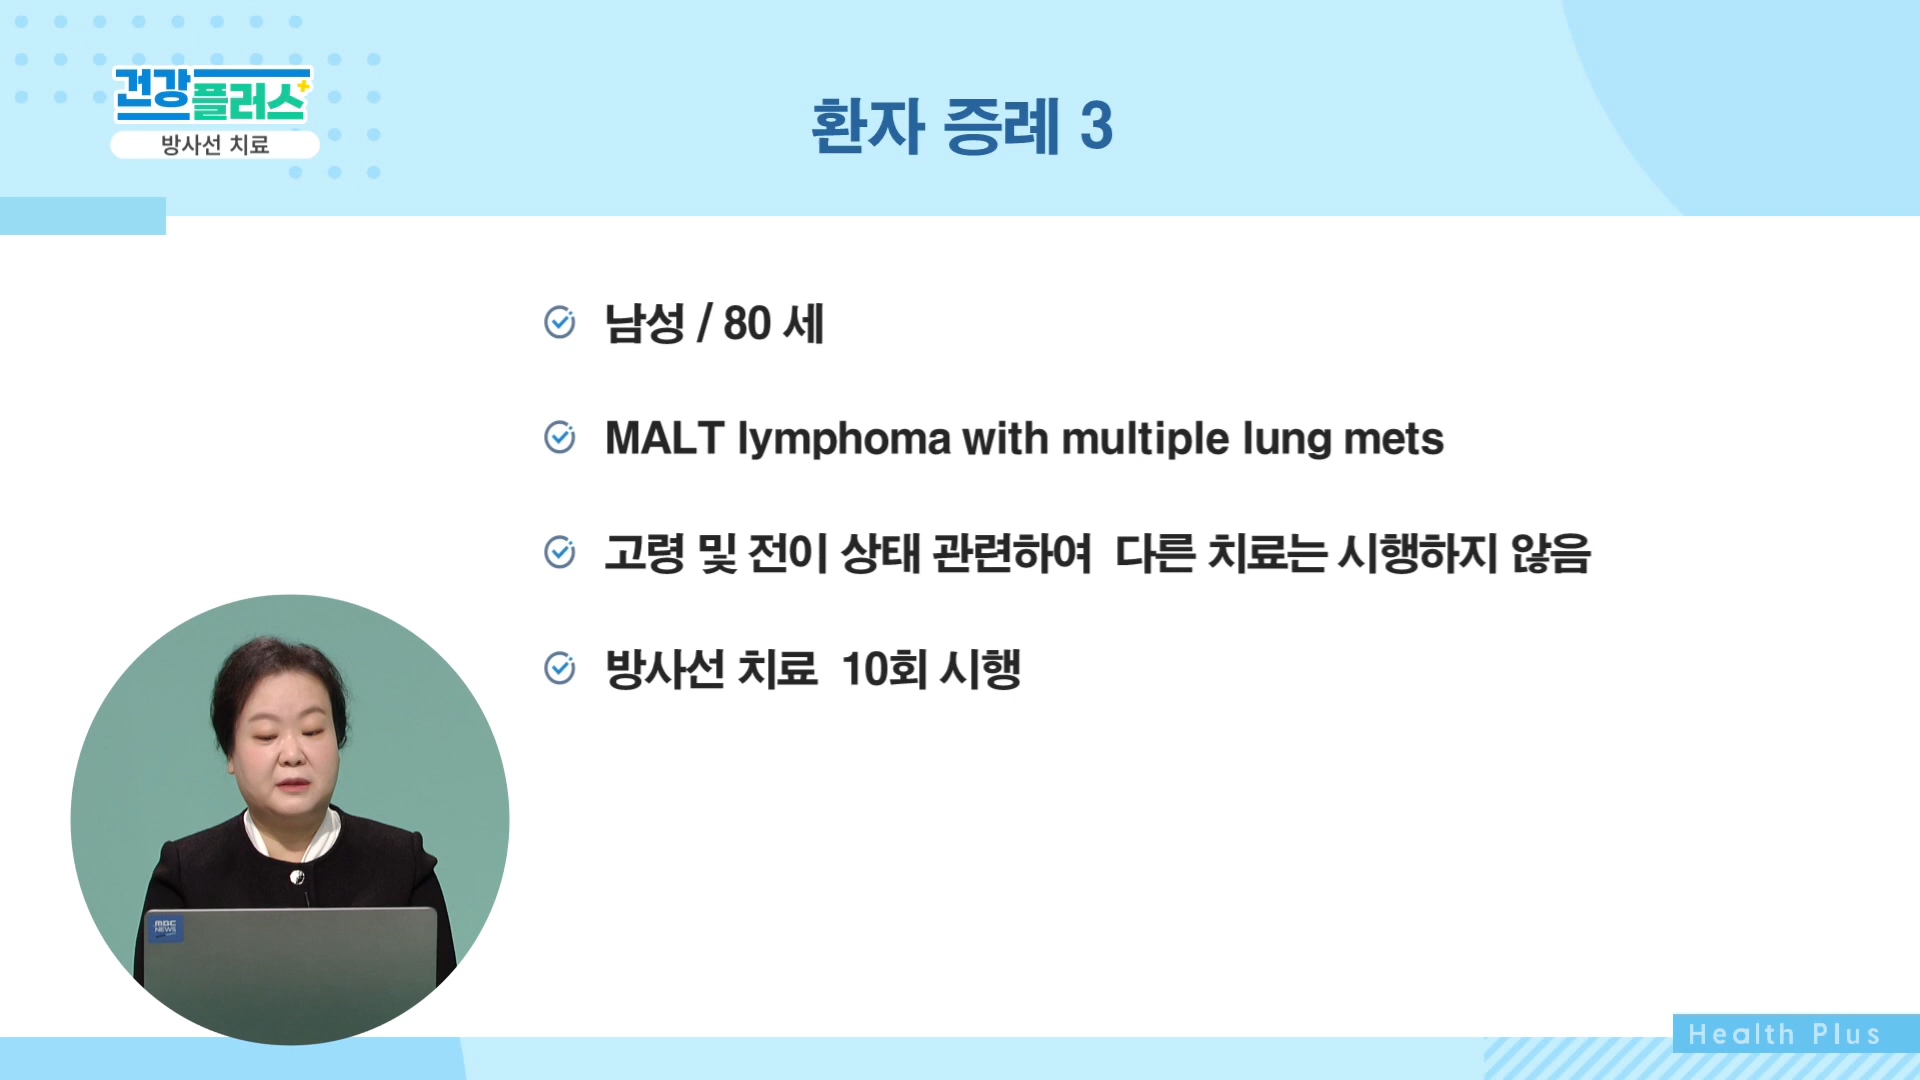 건강플러스+
방사선 치료
환자 증례 3
남성 / 80 세
MALT lymphoma with multiple lung mets
고령 및 전이 상태 관련하여 다른 치료는 시행하지 않음
방사선 치료 10회 시행
MBC
NEWS
Health Plus